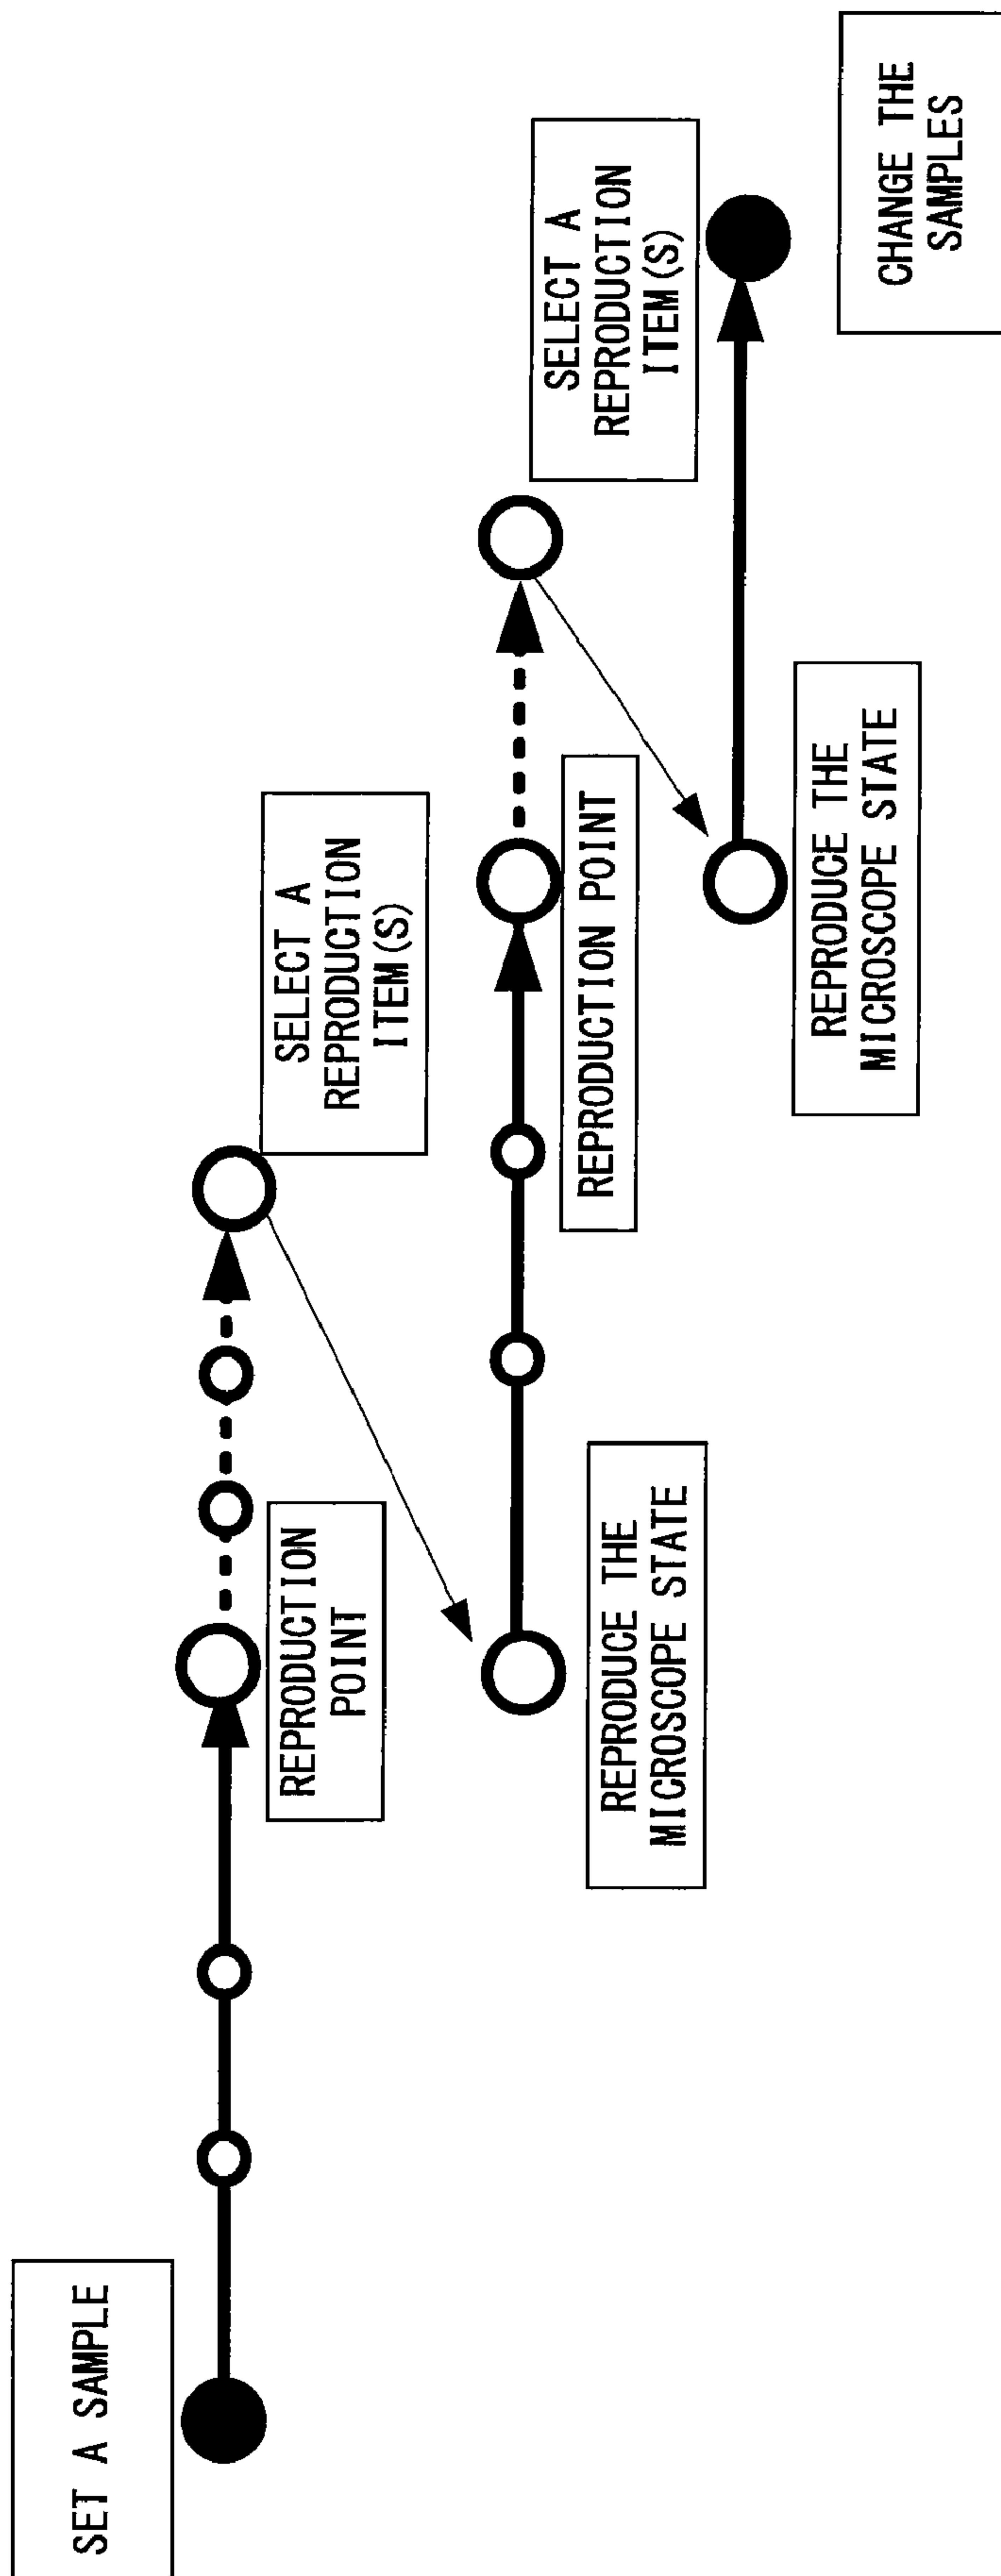 SET A SAMPLE
REPRODUCTION
POINT
SELECT A
REPRODUCTION
ITEM(S)
REPRODUCE THE
MICROSCOPE STATE
REPRODUCTION POINT
SELECT A
REPRODUCTION
ITEM(S)
REPRODUCE THE
MICROSCOPE STATE
CHANGE THE
SAMPLES